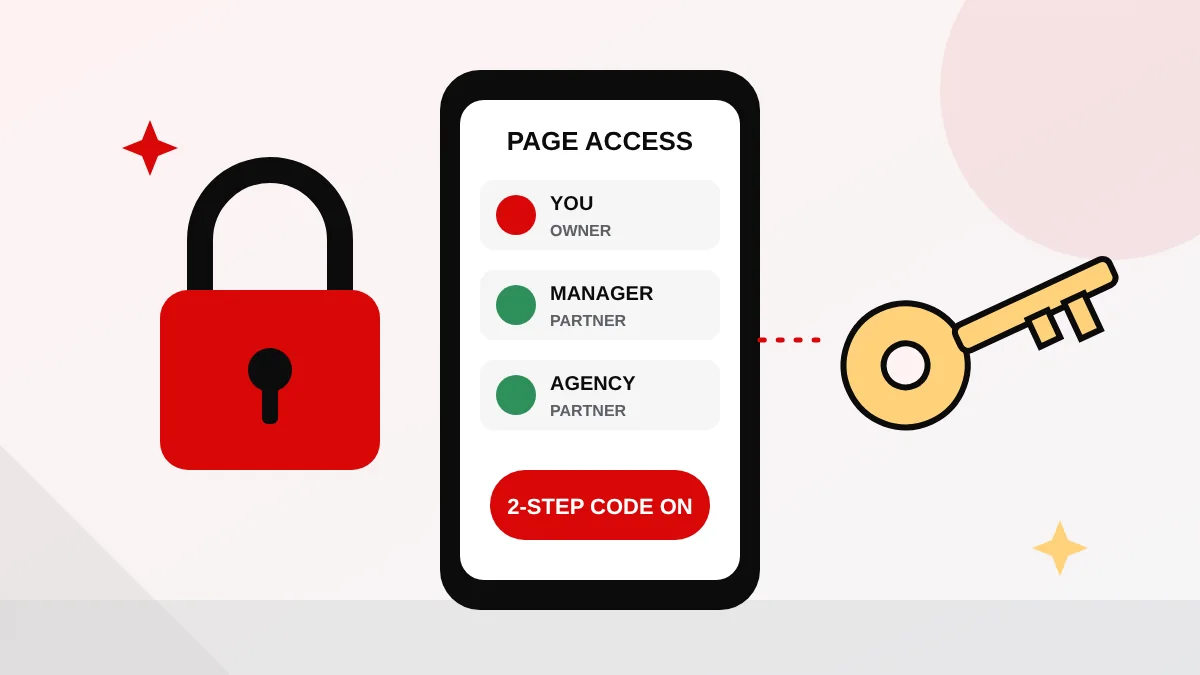 PAGE ACCESS
YOU
OWNER
MANAGER
PARTNER
AGENCY
PARTNER
2-STEP CODE ON